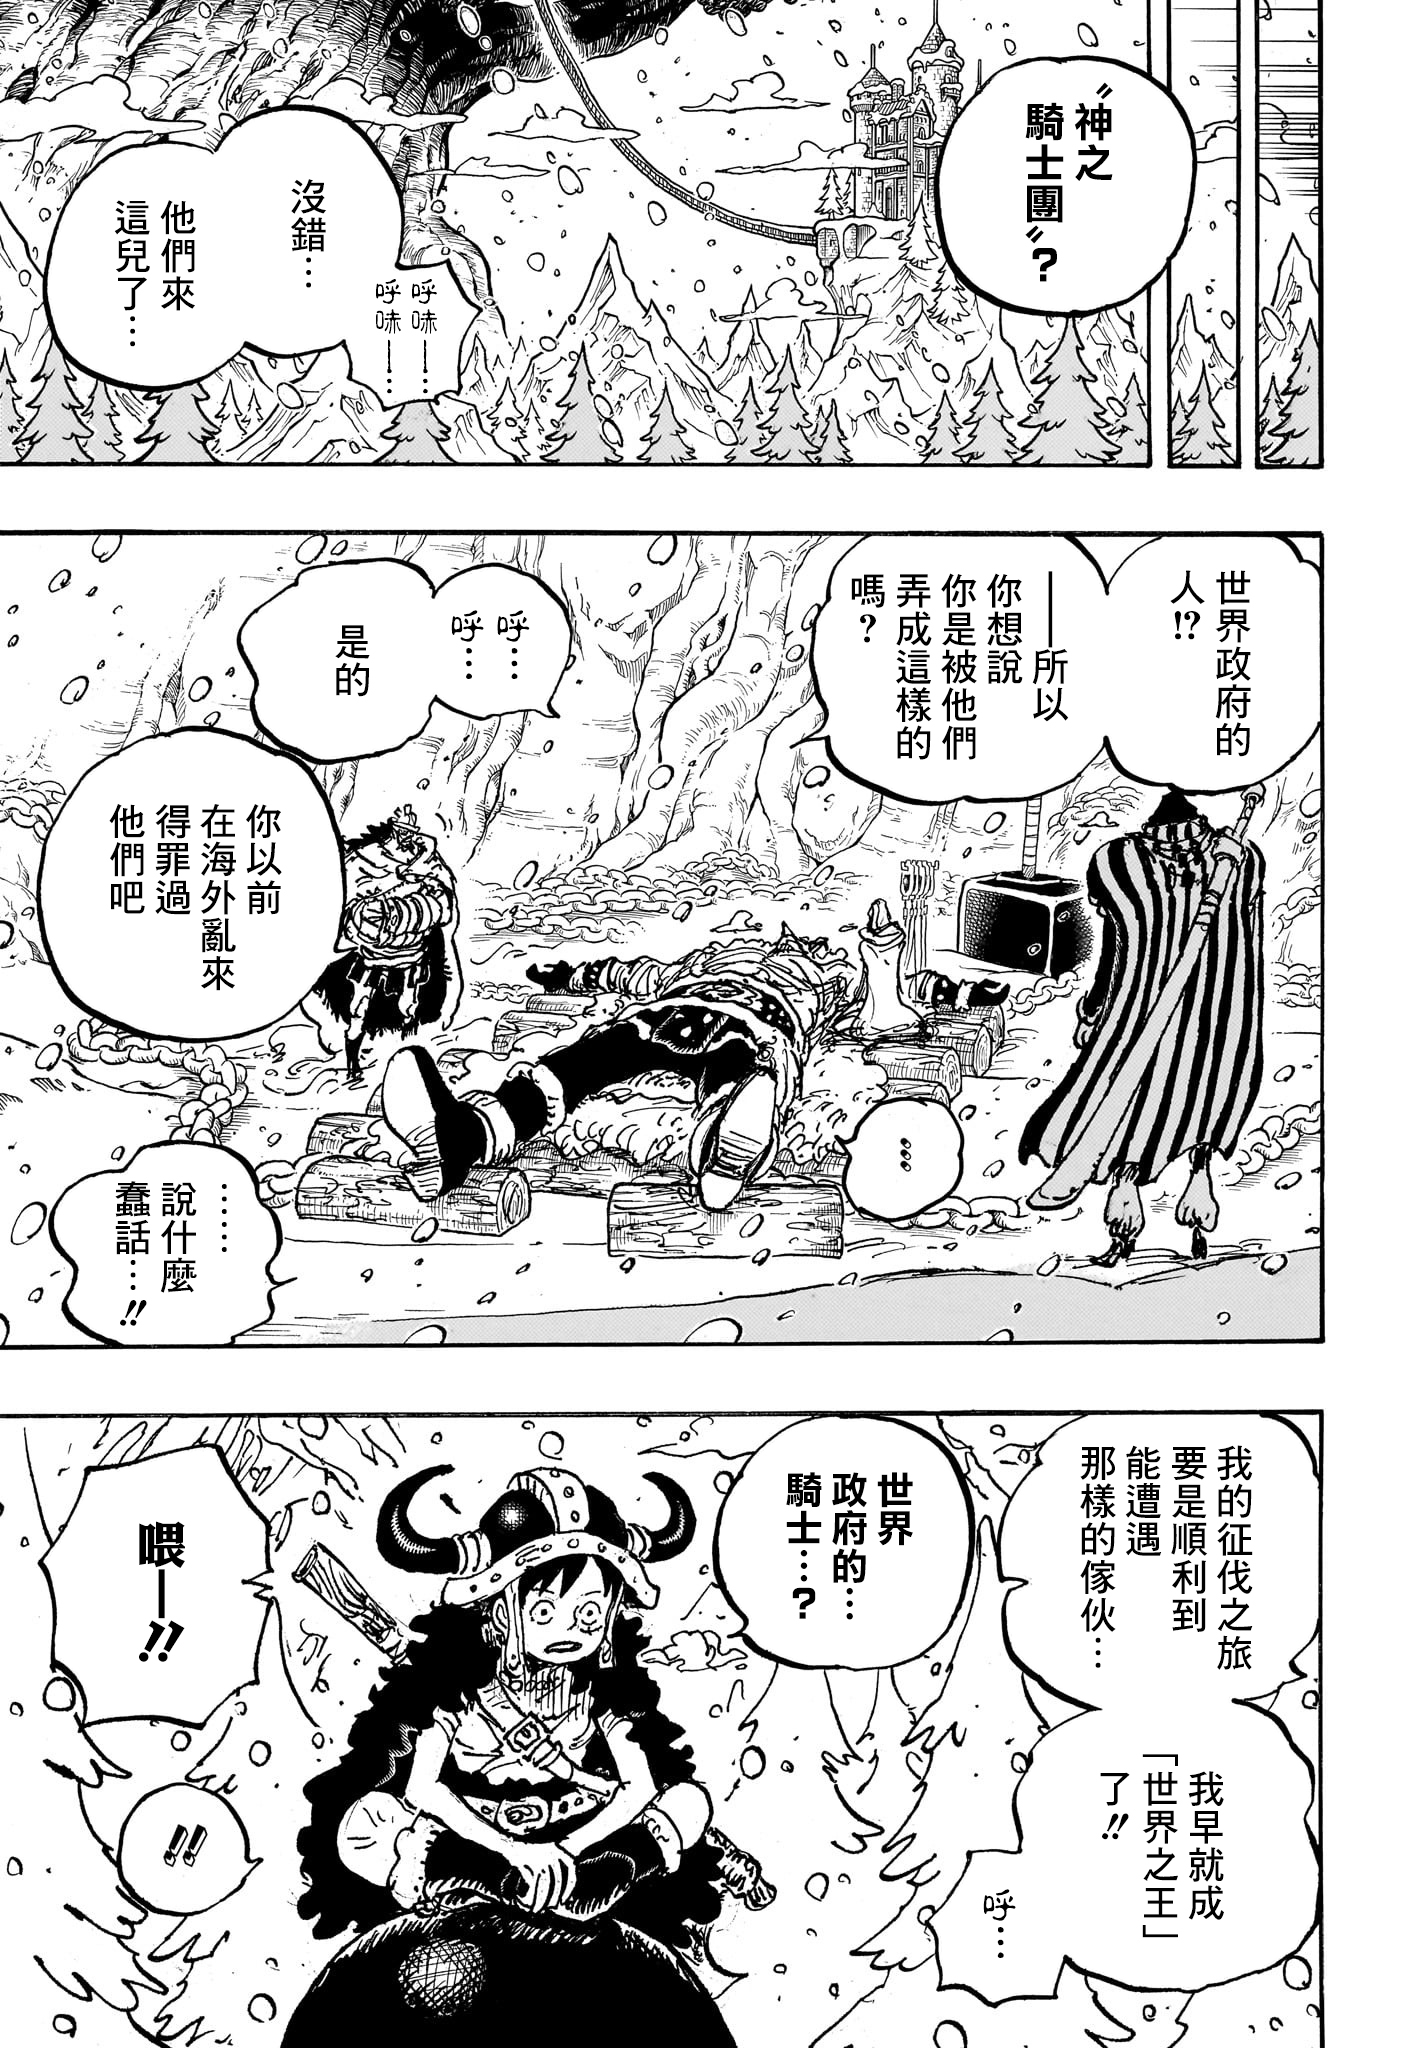 〝神之
騎士團〞？
呼哧——…
呼哧——…
沒錯…
他們來
這兒了…
世界政府的
人!?
——所以
你想說
你是被他們
弄成這樣的
嗎？
呼…
呼…
是的
你以前
在海外亂來
得罪過
他們吧
…
……
說什麼
蠢話…!!
我的征伐之旅
要是順利到
能遭遇
那樣的傢伙…
我早就成
「世界之王」
了!!
呼…
世界
政府的…
騎士…？
喂—!!
!!